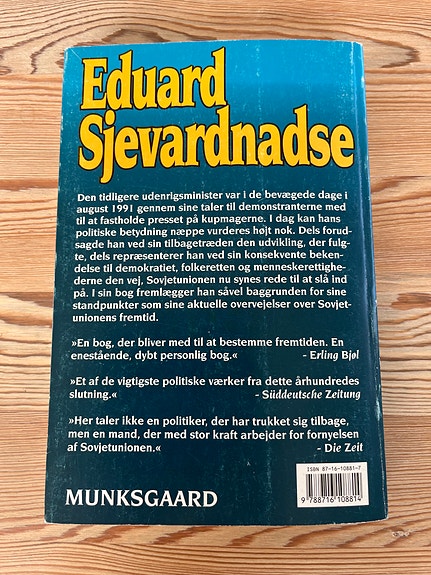 Eduard
Sjevardnadse
Den tidligere udenrigsminister var i de bevægede dage i
august 1991 gennem sine taler til demonstranterne med
til at fastholde presset på kupmagerne. I dag kan hans
politiske betydning næppe vurderes højt nok. Dels forud-
sagde han ved sin tilbagetræden den udvikling, der fulg-
te, dels repræsenterer han ved sin konsekvente beken-
delse til demokratiet, folkeretten og menneskerettighe-
derne den vej, Sovjetunionen nu synes rede til at slå ind
på. I sin bog fremlægger han såvel baggrunden for sine
standpunkter som sine aktuelle overvejelser over Sovjet-
unionens fremtid.
»En bog, der bliver med til at bestemme fremtiden. En
enestående, dybt personlig bog.« - Erling Bjøl
»Et af de vigtigste politiske værker fra dette århundredes
slutning.« - Süddeutsche Zeitung
»Her taler ikke en politiker, der har trukket sig tilbage,
men en mand, der med stor kraft arbejder for fornyelsen
af Sovjetunionen.« - Die Zeit
ISBN 87-16-10881-7
9 788716 108814
MUNKSGAARD